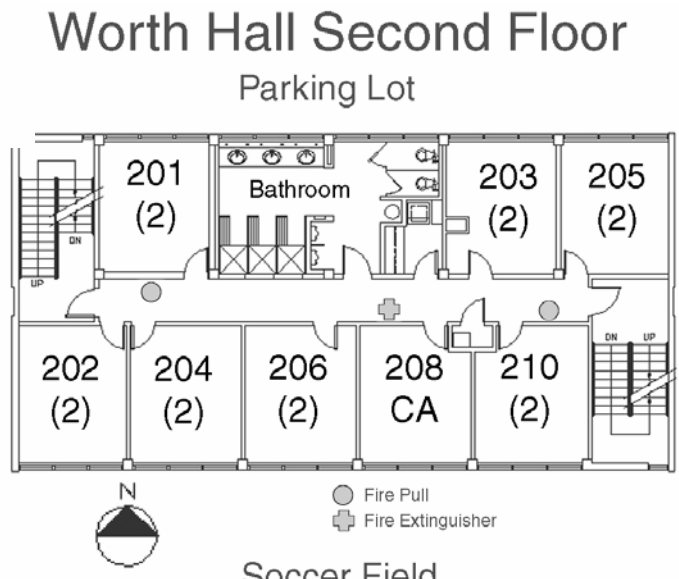 Worth Hall Second Floor
Parking Lot
201
(2)
Bathroom
203
(2)
205
(2)
DN
UP
DN
UP
202
(2)
204
(2)
206
(2)
208
CA
210
(2)
N
Fire Pull
Fire Extinguisher
Soccer Field